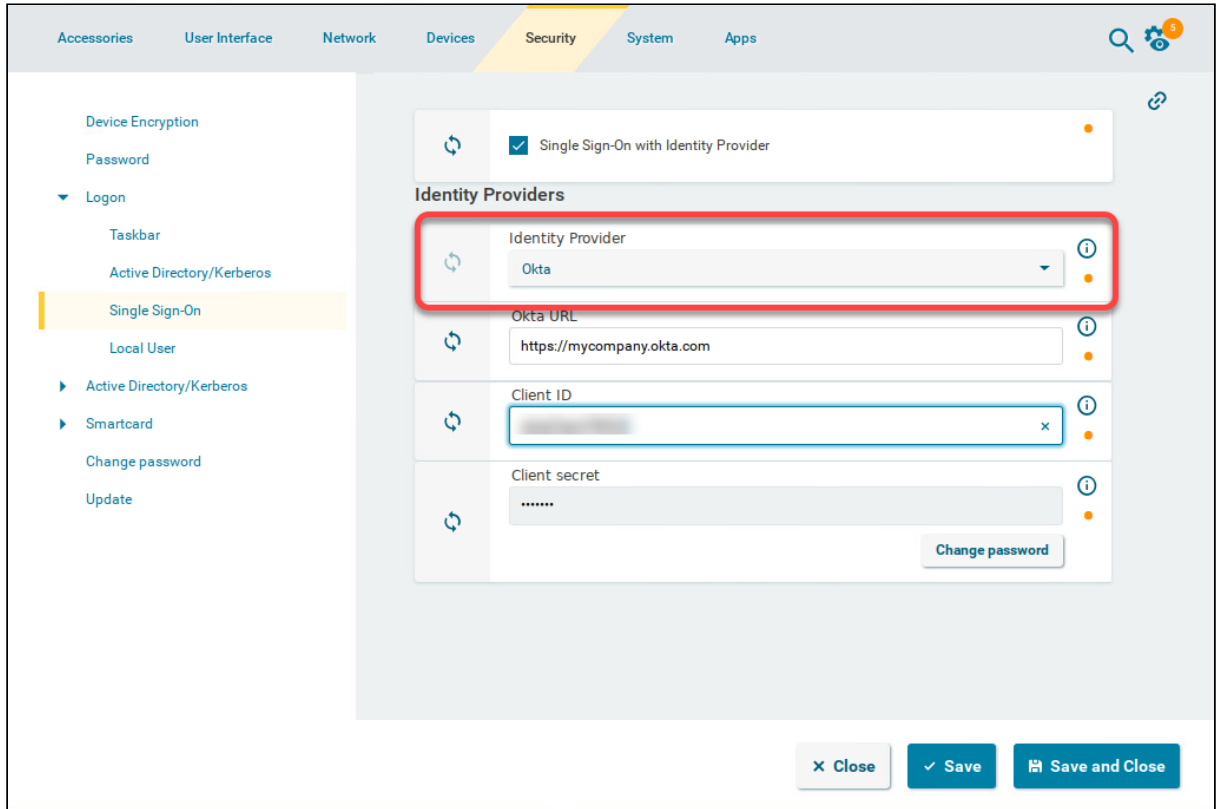 Accessories User Interface Network Devices Security System Apps 5
Device Encryption
Password
Logon
Taskbar
Active Directory/Kerberos
Single Sign-On
Local User
Active Directory/Kerberos
Smartcard
Change password
Update
Single Sign-On with Identity Provider
Identity Providers
Identity Provider
Okta
Okta URL
https://mycompany.okta.com
Client ID
Client secret
•••••••
Change password
Close Save Save and Close